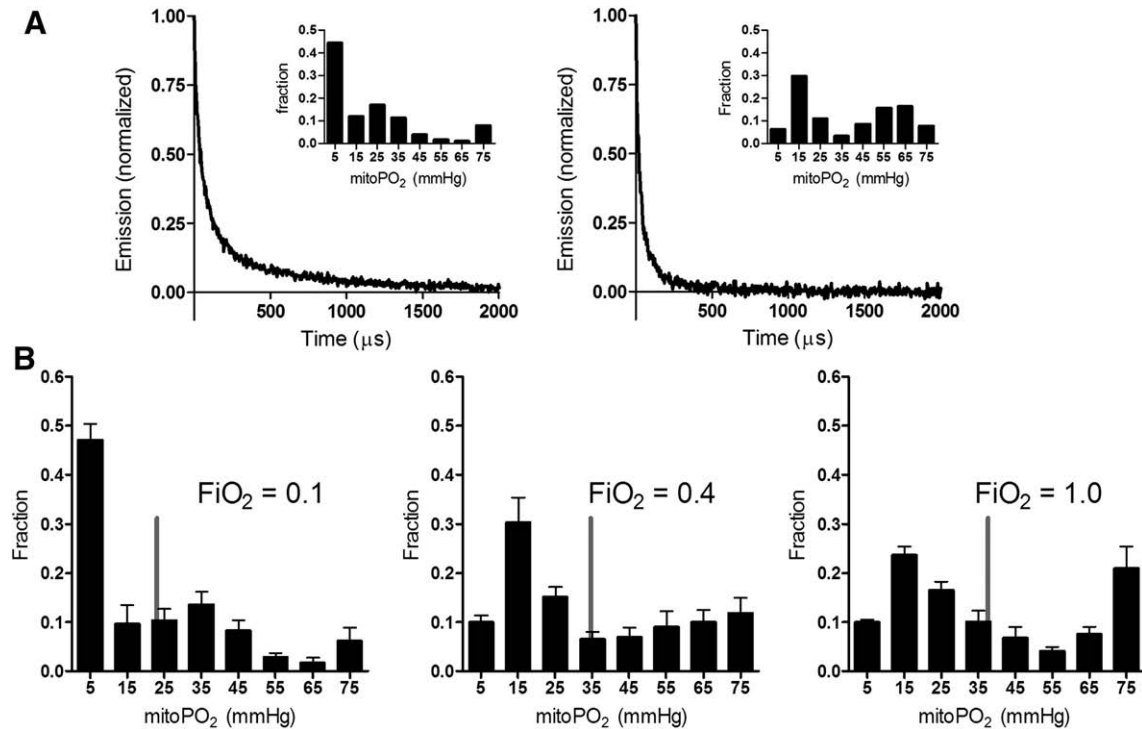 A
Emission (normalized)
1.00
0.75
0.50
0.25
0.00
500 1000 1500 2000
Time (μs)
fraction
0.5
0.4
0.3
0.2
0.1
0.0
5 15 25 35 45 55 65 75
mitoPO₂ (mmHg)
Emission (normalized)
1.00
0.75
0.50
0.25
0.00
500 1000 1500 2000
Time (μs)
Fraction
0.5
0.4
0.3
0.2
0.1
0.0
5 15 25 35 45 55 65 75
mitoPO₂ (mmHg)
B
Fraction
0.6
0.5
0.4
0.3
0.2
0.1
0.0
FiO₂ = 0.1
5 15 25 35 45 55 65 75
mitoPO₂ (mmHg)
Fraction
0.6
0.5
0.4
0.3
0.2
0.1
0.0
FiO₂ = 0.4
5 15 25 35 45 55 65 75
mitoPO₂ (mmHg)
Fraction
0.6
0.5
0.4
0.3
0.2
0.1
0.0
FiO₂ = 1.0
5 15 25 35 45 55 65 75
mitoPO₂ (mmHg)